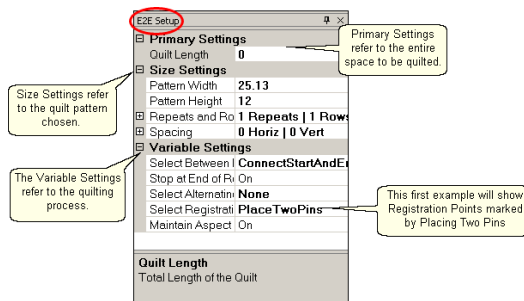 E2E Setup
Primary Settings
Quilt Length 0
Size Settings
Pattern Width 25.13
Pattern Height 12
Repeats and Ro 1 Repeats | 1 Rows
Spacing 0 Horiz | 0 Vert
Variable Settings
Select Between I ConnectStartAndEn
Stop at End of Ro On
Select Alternatin None
Select Registrati PlaceTwoPins
Maintain Aspect On
Quilt Length
Total Length of the Quilt
Primary Settings
refer to the entire
space to be quilted.
Size Settings refer
to the quilt pattern
chosen.
The Variable Settings
refer to the quilting
process.
This first example will show
Registration Points marked
by Placing Two Pins